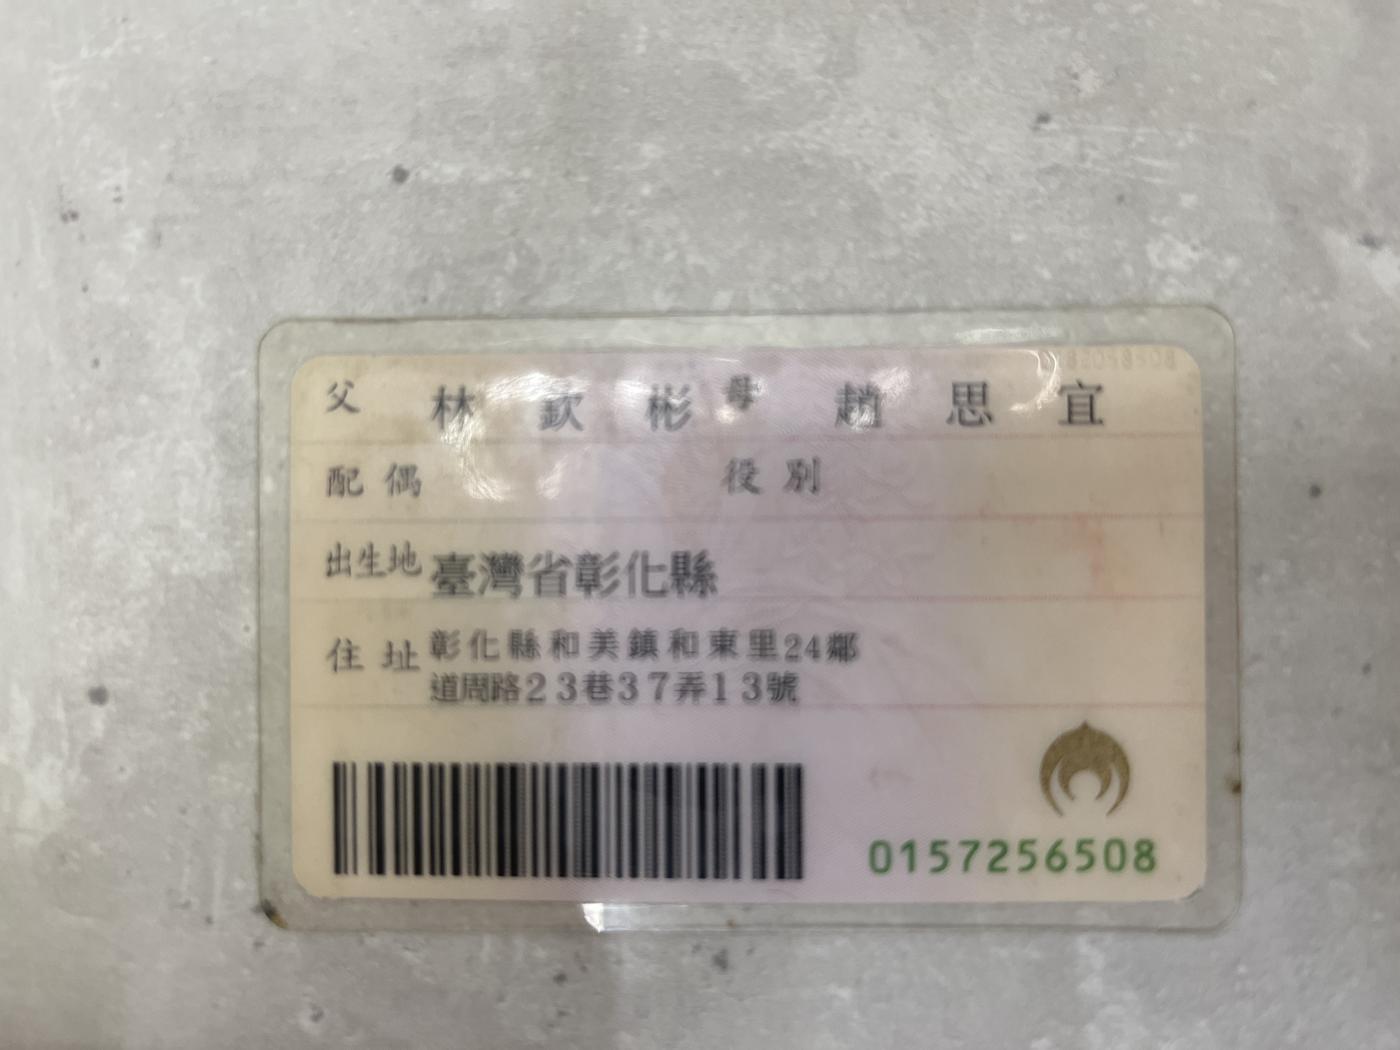 父 林 欽 彬 母 趙 思 宜
配偶 役別
出生地 臺灣省彰化縣
住址 彰化縣和美鎮和東里24鄰
道周路23巷37弄13號
0157256508